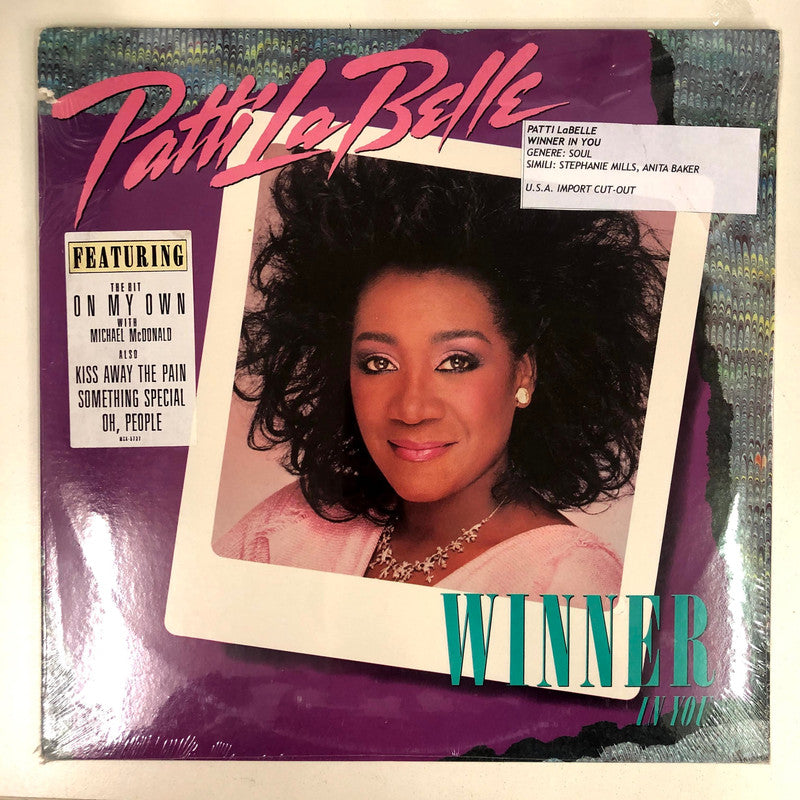 Patti LaBelle
PATTI LaBELLE
WINNER IN YOU
GENERE: SOUL
SIMILI: STEPHANIE MILLS, ANITA BAKER
U.S.A. IMPORT CUT-OUT
FEATURING
THE HIT
ON MY OWN
WITH
MICHAEL McDONALD
ALSO
KISS AWAY THE PAIN
SOMETHING SPECIAL
OH, PEOPLE
MCA-5737
WINNER
IN YOU